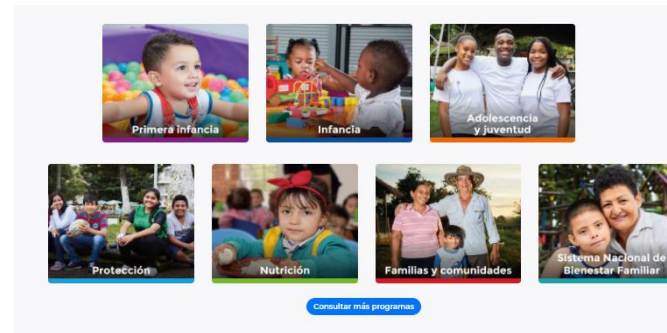 Primera infancia
Infancia
Adolescencia
y juventud
Protección
Nutrición
Familias y comunidades
Sistema Nacional de
Bienestar Familiar
Consultar más programas